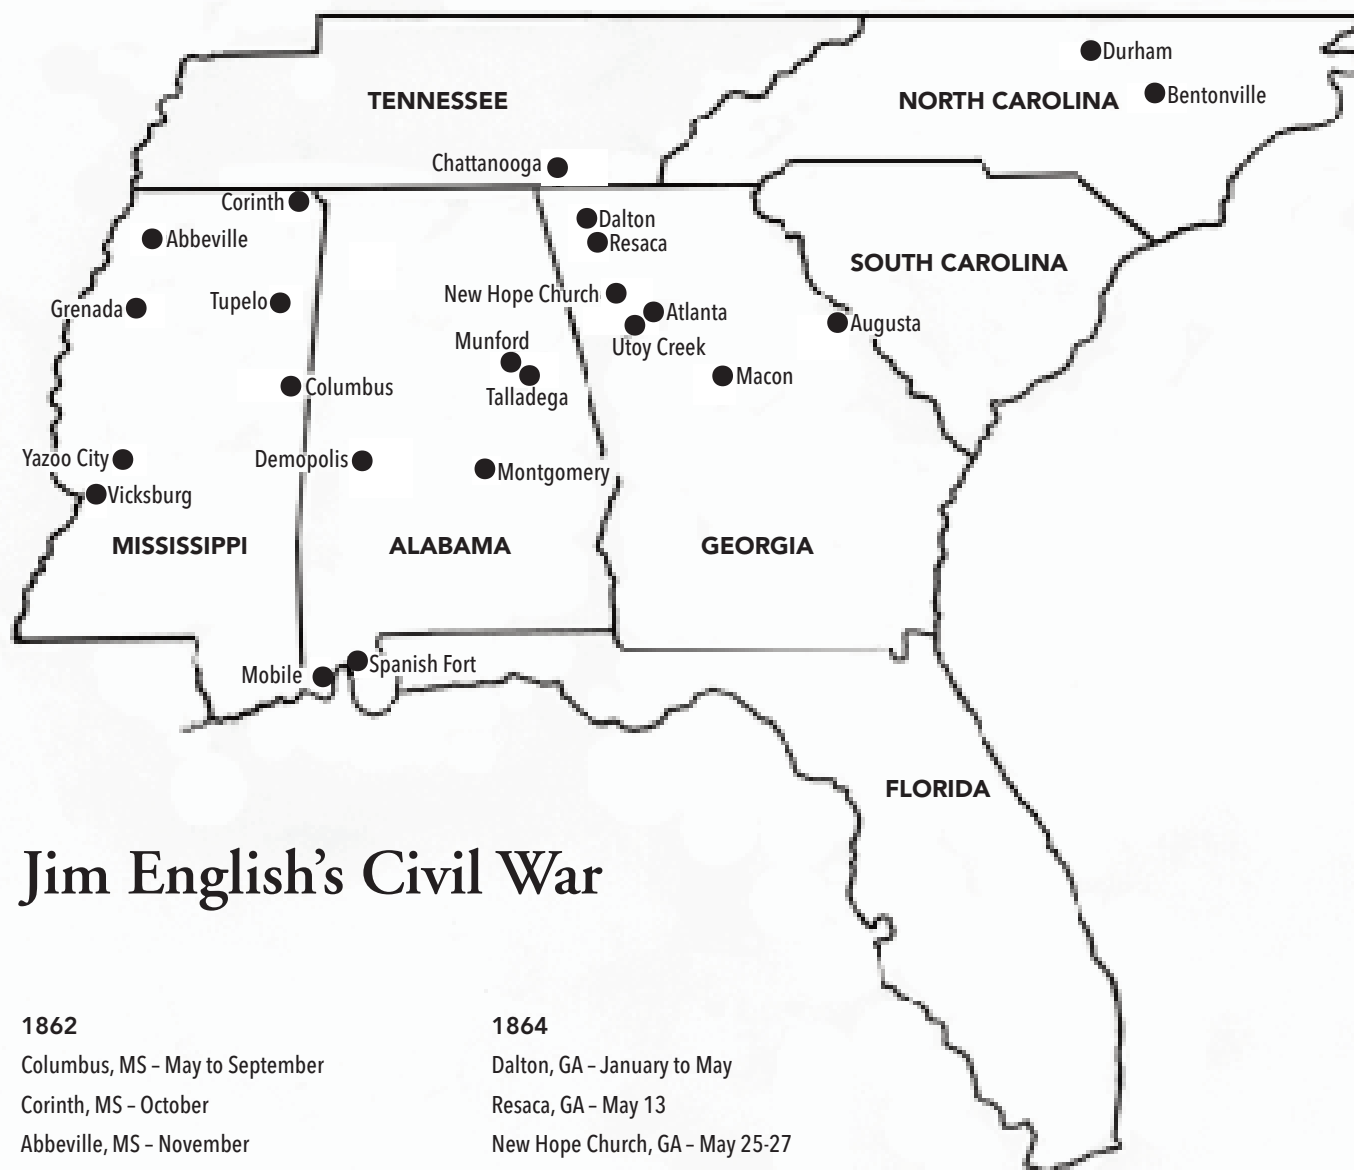 Durham
TENNESSEE
NORTH CAROLINA
Bentonville
Chattanooga
Corinth
Dalton
Abbeville
Resaca
SOUTH CAROLINA
New Hope Church
Grenada
Tupelo
Atlanta
Augusta
Munford
Utoy Creek
Columbus
Talladega
Macon
Yazoo City
Demopolis
Montgomery
Vicksburg
MISSISSIPPI
ALABAMA
GEORGIA
Mobile
Spanish Fort
FLORIDA
Jim English’s Civil War
1862
Columbus, MS – May to September
Corinth, MS – October
Abbeville, MS – November
1864
Dalton, GA – January to May
Resaca, GA – May 13
New Hope Church, GA – May 25-27